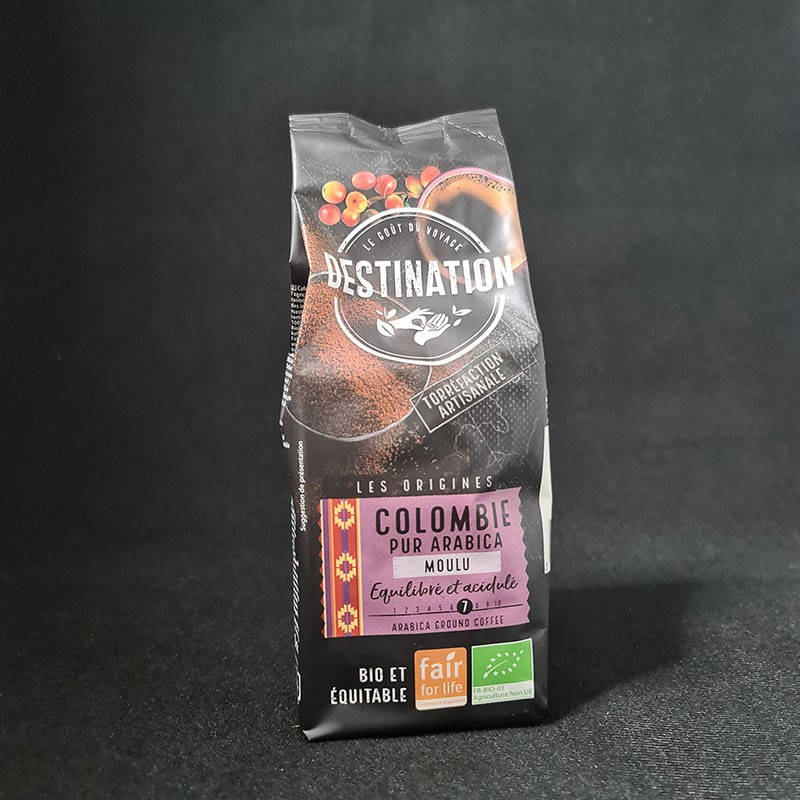 LE GOÛT DU VOYAGE
DESTINATION
TORRÉFACTION
ARTISANALE
Suggestion de présentation
LES ORIGINES
COLOMBIE
PUR ARABICA
MOULU
Equilibré et acidulé
1 2 3 4 5 6 7 8 9 10
ARABICA GROUND COFFEE
BIO ET
ÉQUITABLE
fair
for life
FR-BIO-01
Agriculture Non UE